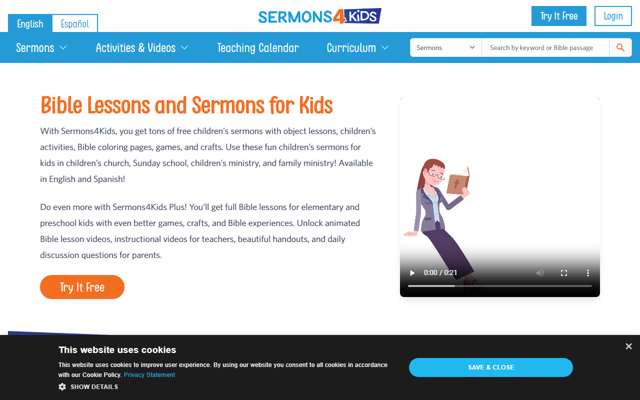 English
Español
SERMONS4KiDS
Try It Free
Login
Sermons
Activities & Videos
Teaching Calendar
Curriculum
Sermons
Search by keyword or Bible passage
Bible Lessons and Sermons for Kids
With Sermons4Kids, you get tons of free children's sermons with object lessons, children's
activities, Bible coloring pages, games, and crafts. Use these fun children's sermons for
kids in children's church, Sunday school, children's ministry, and family ministry! Available
in English and Spanish!
Do even more with Sermons4Kids Plus! You'll get full Bible lessons for elementary and
preschool kids with even better games, crafts, and Bible experiences. Unlock animated
Bible lesson videos, instructional videos for teachers, beautiful handouts, and daily
discussion questions for parents.
Try It Free
0:00 / 0:21
This website uses cookies
This website uses cookies to improve user experience. By using our website you consent to all cookies in accordance
with our Cookie Policy. Privacy Statement
SHOW DETAILS
SAVE & CLOSE